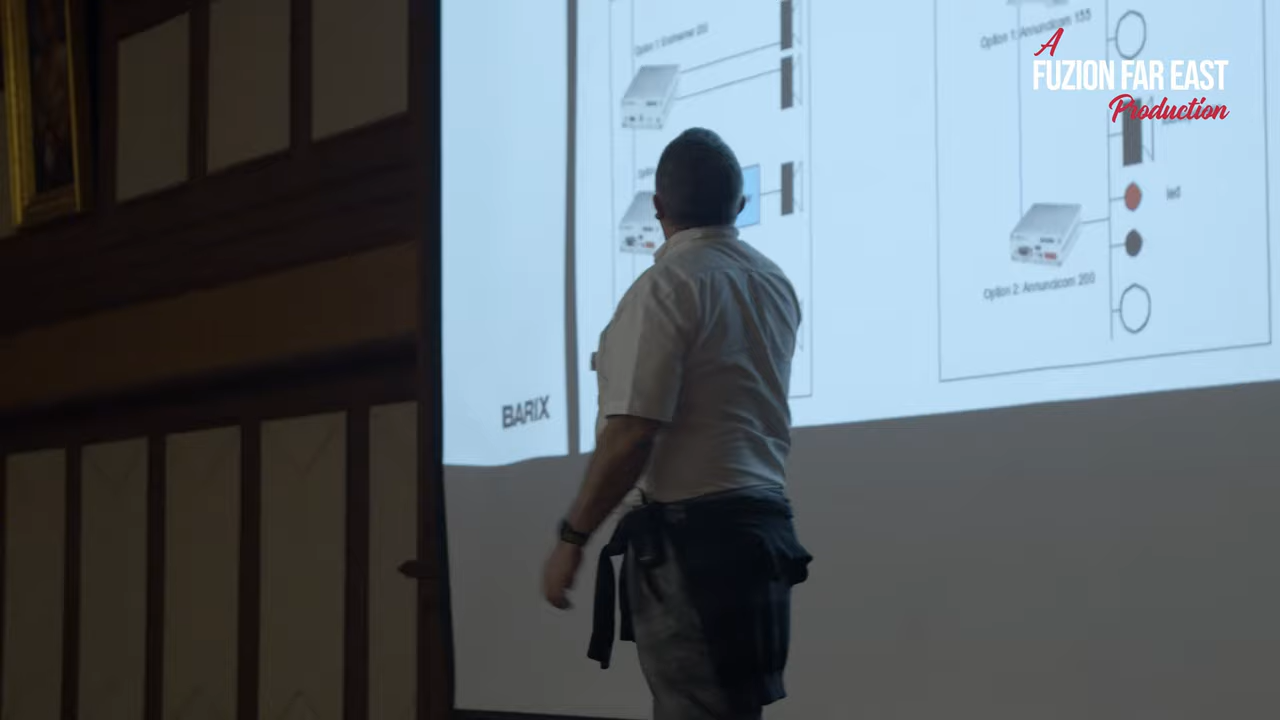 A
FUZION FAR EAST
Production
Option 1: Annuncicom 155
led
Option 2: Annuncicom 200
BARIX